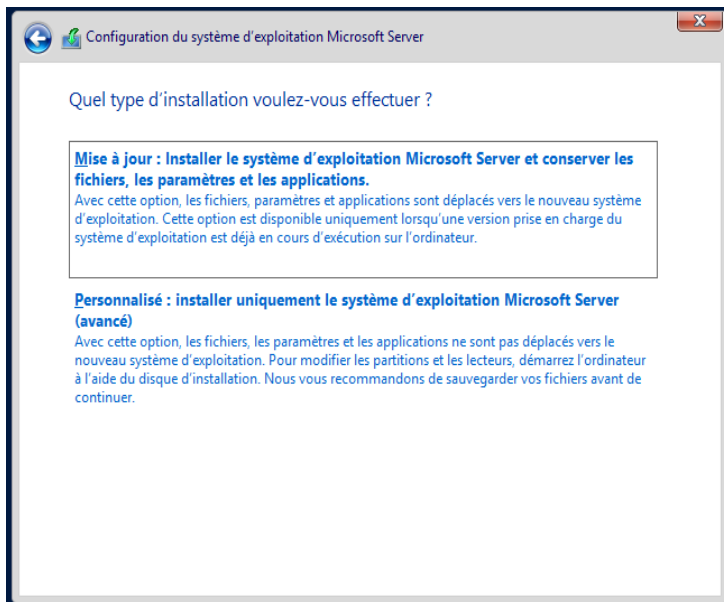 Configuration du système d'exploitation Microsoft Server
Quel type d'installation voulez-vous effectuer ?
Mise à jour : Installer le système d'exploitation Microsoft Server et conserver les
fichiers, les paramètres et les applications.
Avec cette option, les fichiers, paramètres et applications sont déplacés vers le nouveau système
d'exploitation. Cette option est disponible uniquement lorsqu'une version prise en charge du
système d'exploitation est déjà en cours d'exécution sur l'ordinateur.
Personnalisé : installer uniquement le système d'exploitation Microsoft Server
(avancé)
Avec cette option, les fichiers, les paramètres et les applications ne sont pas déplacés vers le
nouveau système d'exploitation. Pour modifier les partitions et les lecteurs, démarrez l'ordinateur
à l'aide du disque d'installation. Nous vous recommandons de sauvegarder vos fichiers avant de
continuer.